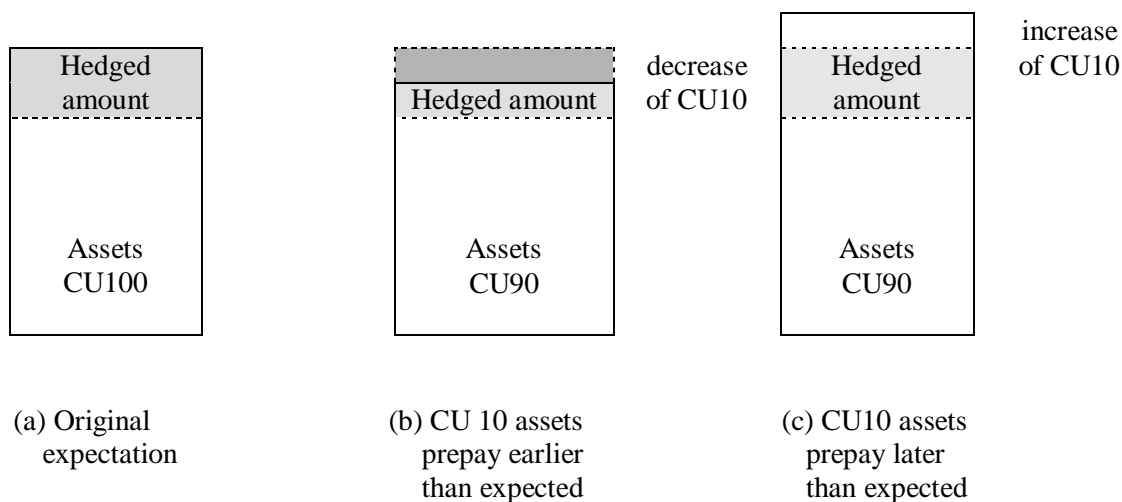 Hedged
amount
Assets
CU100
(a) Original
expectation
Hedged amount
decrease
of CU10
Assets
CU90
(b) CU 10 assets
prepay earlier
than expected
Hedged
amount
increase
of CU10
Assets
CU90
(c) CU10 assets
prepay later
than expected